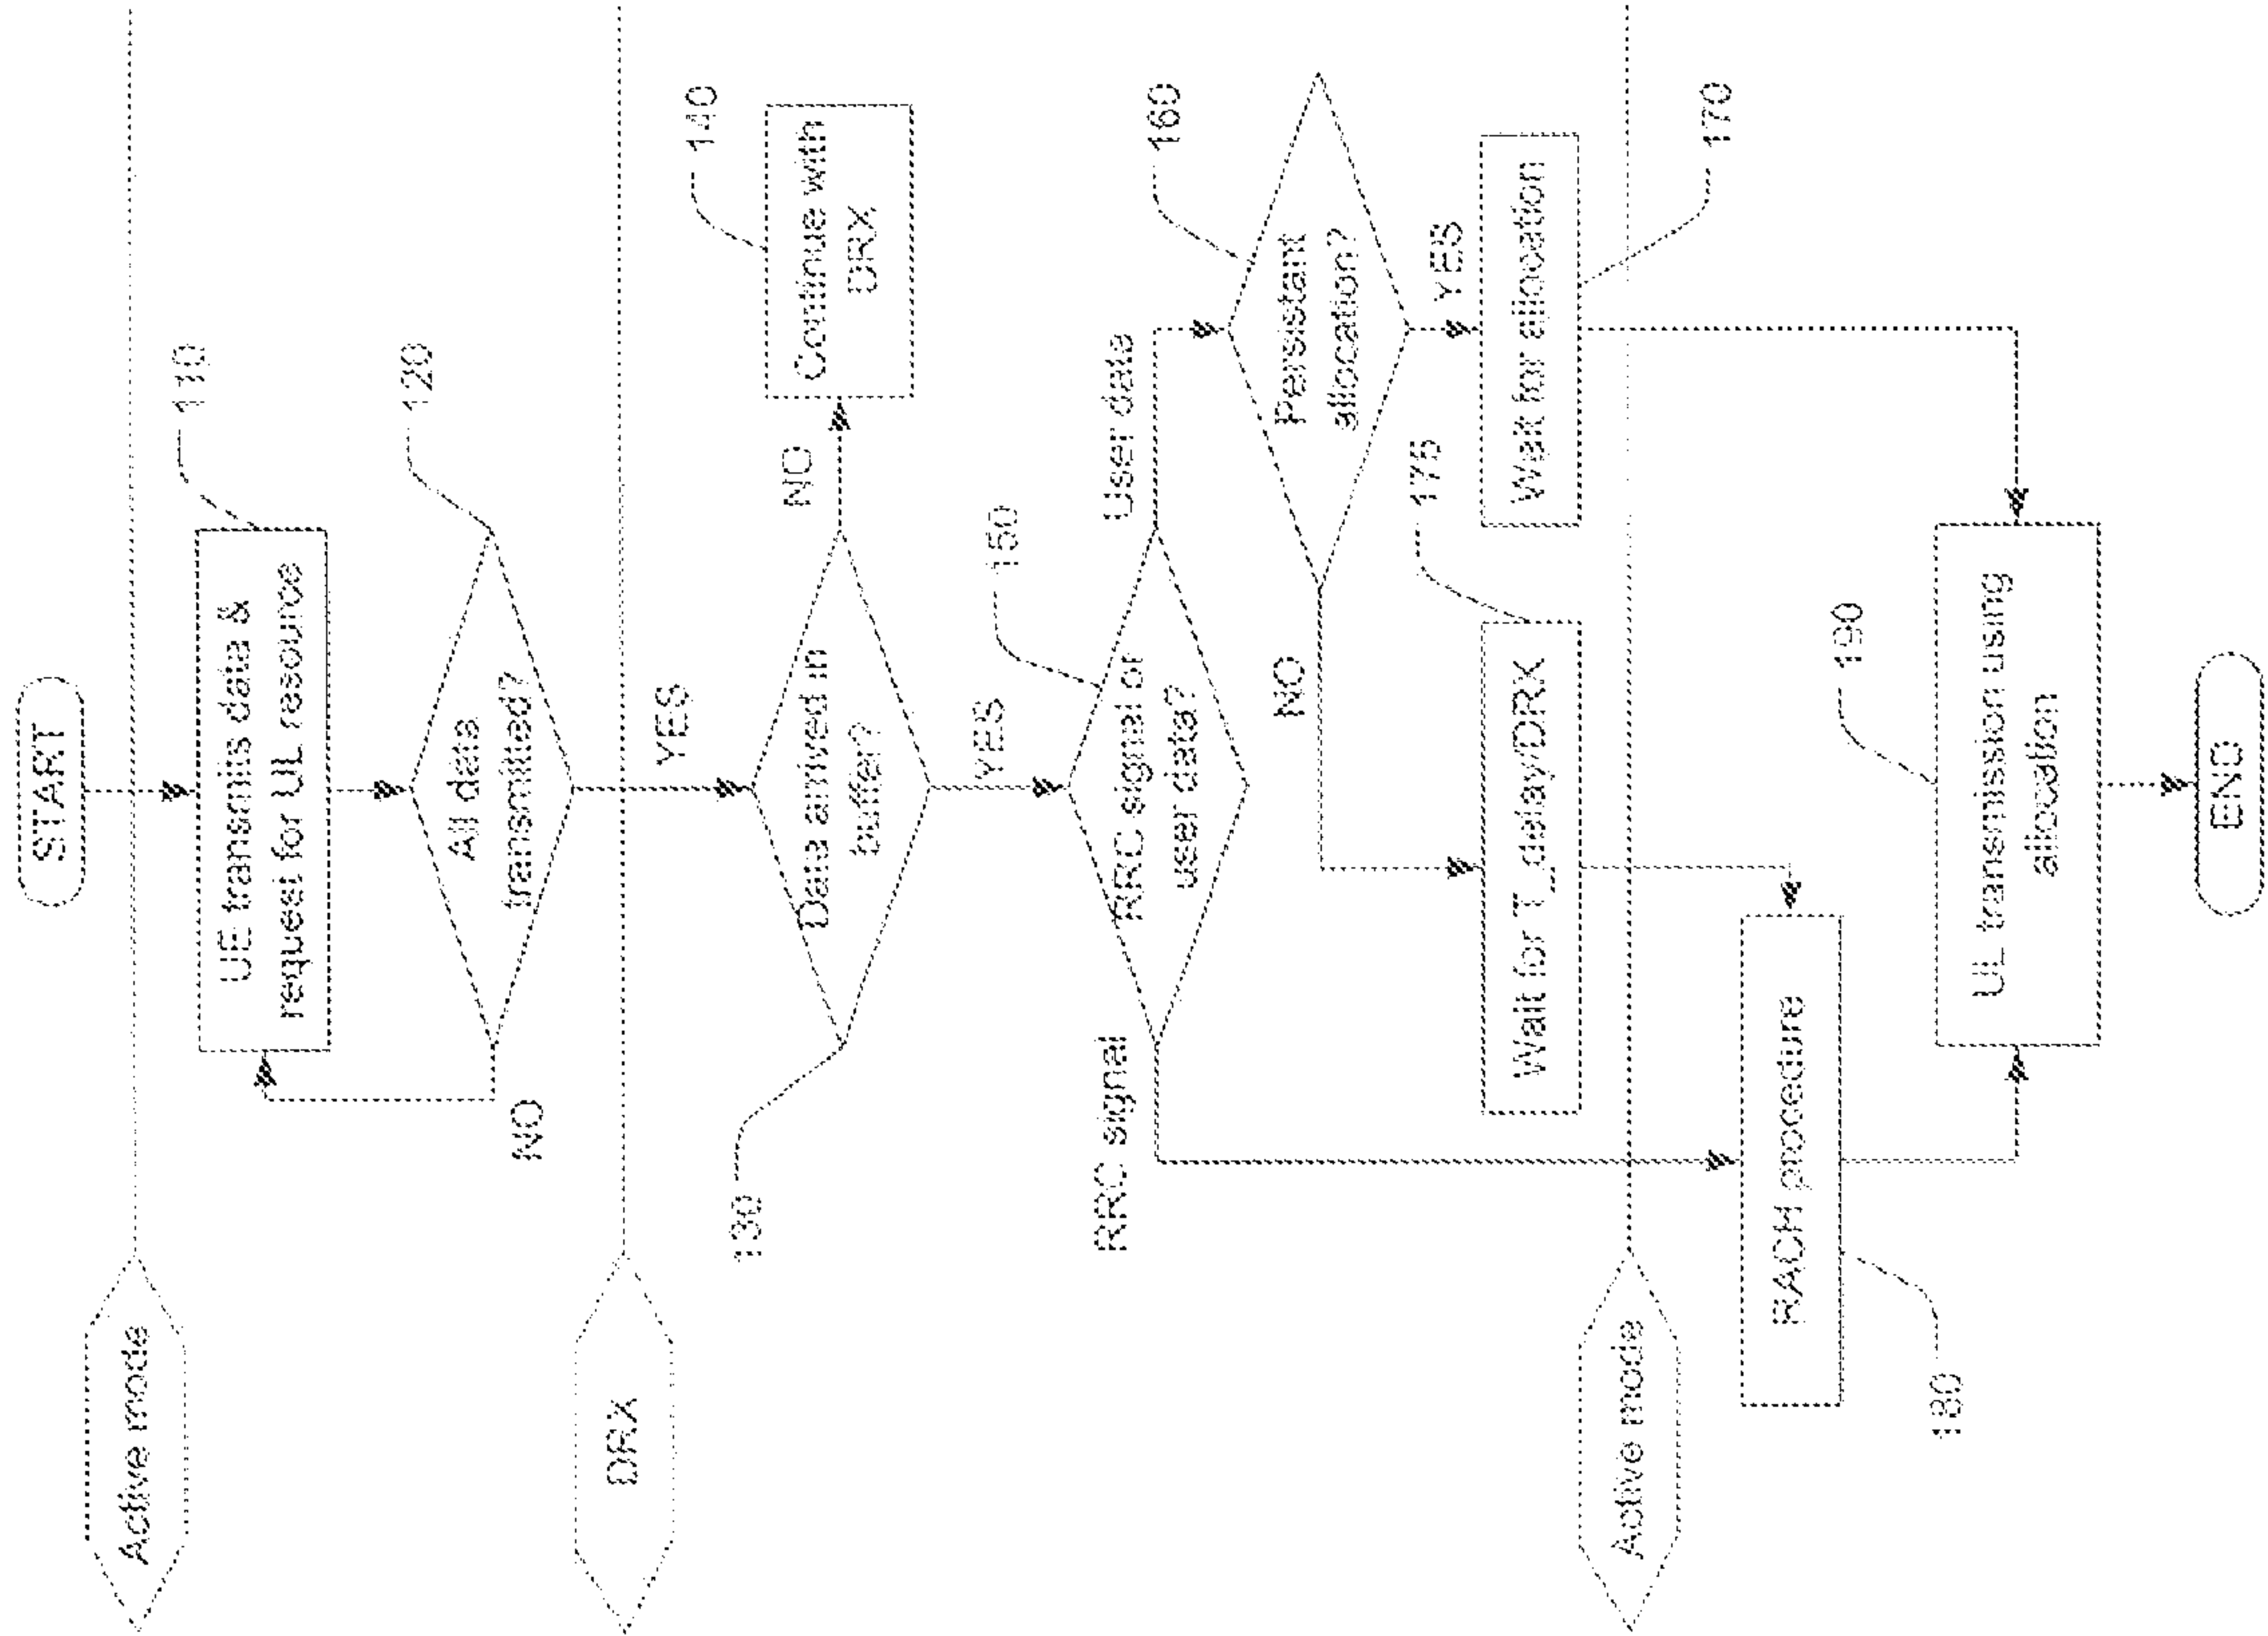 START
Active mode
110
UE transmits data &
request for UL resource
120
All data
transmitted?
NO
DRX
YES
140
130
Data arrived in
buffer?
NO
Continue with
DRX
YES
150
RRC signal or
user data?
RRC signal
User data
160
Persistant
allocation?
NO
YES
175
Wait for T_delayDRX
Wait for allocation
170
Active mode
RACH procedure
180
190
UL transmission using
allocation
END